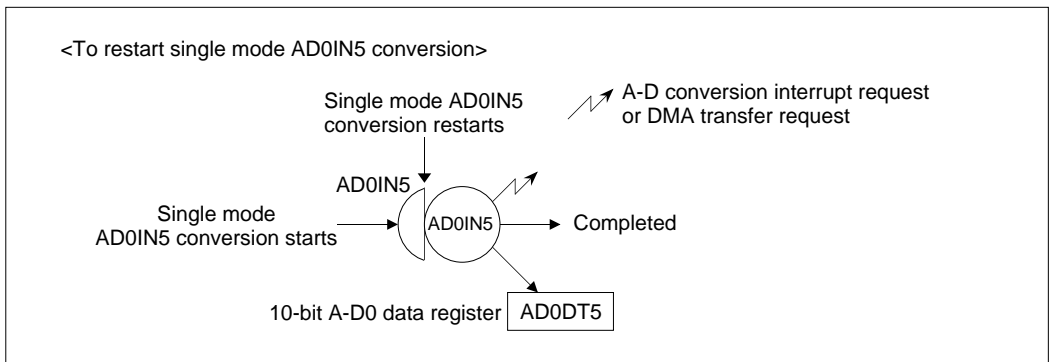 <To restart single mode AD0IN5 conversion>
Single mode AD0IN5
conversion restarts
A-D conversion interrupt request
or DMA transfer request
AD0IN5
Single mode
AD0IN5 conversion starts
AD0IN5
Completed
10-bit A-D0 data register
AD0DT5